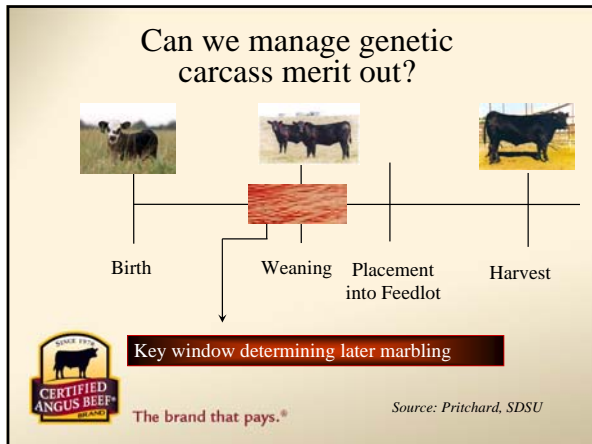 Can we manage genetic
carcass merit out?
Birth
Weaning
Placement
into Feedlot
Harvest
Key window determining later marbling
SINCE 1978
CERTIFIED
ANGUS BEEF®
BRAND
The brand that pays.®
Source: Pritchard, SDSU